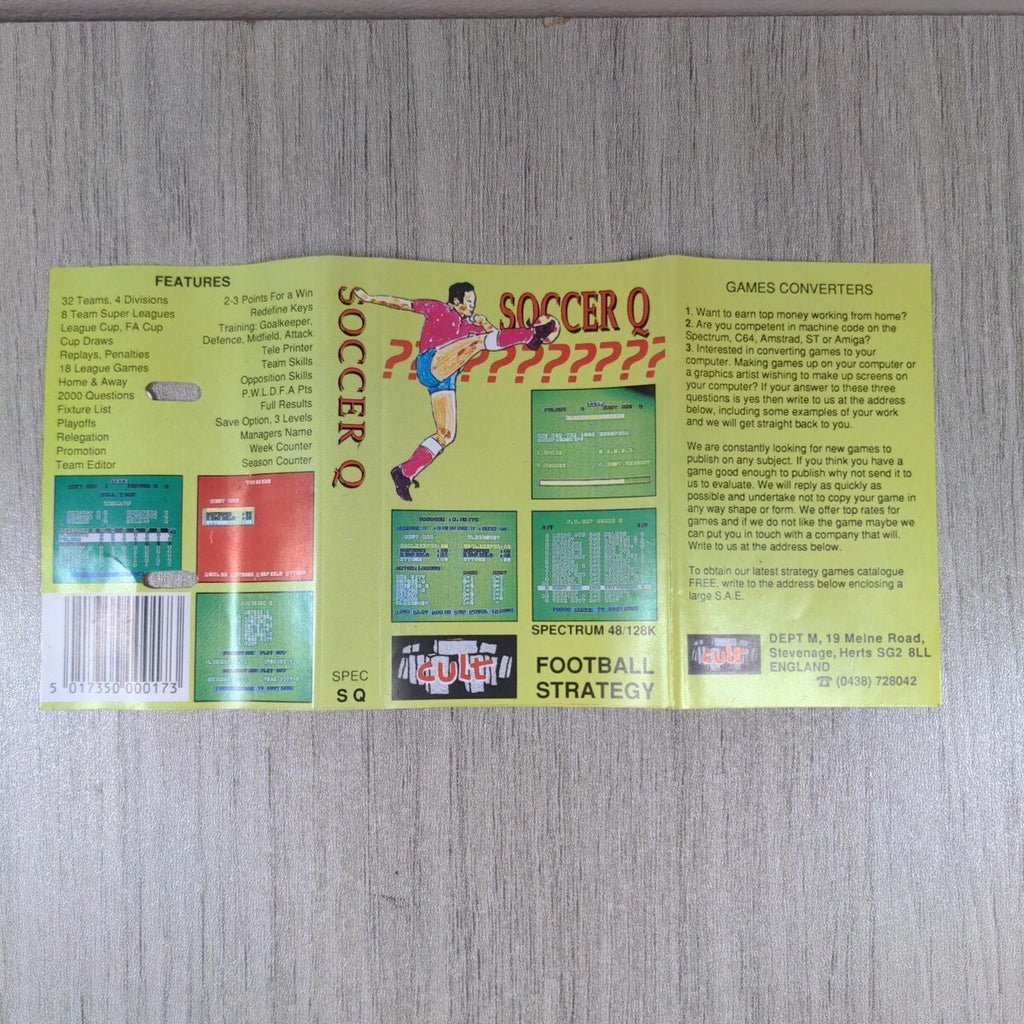 FEATURES
32 Teams, 4 Divisions
8 Team Super Leagues
League Cup, FA Cup
Cup Draws
Replays, Penalties
18 League Games
Home & Away
2000 Questions
Fixture List
Playoffs
Relegation
Promotion
Team Editor
2-3 Points For a Win
Redefine Keys
Training: Goalkeeper,
Defence, Midfield, Attack
Tele Printer
Team Skills
Opposition Skills
P.W.L.D.F.A Pts
Full Results
Save Option, 3 Levels
Managers Name
Week Counter
Season Counter
5 017350 000173
SOCCER Q
SPEC
S Q
SOCCER Q
??????????
SPECTRUM 48/128K
cult
FOOTBALL
STRATEGY
GAMES CONVERTERS
1. Want to earn top money working from home?
2. Are you competent in machine code on the
Spectrum, C64, Amstrad, ST or Amiga?
3. Interested in converting games to your
computer. Making games up on your computer or
a graphics artist wishing to make up screens on
your computer? If your answer to these three
questions is yes then write to us at the address
below, including some examples of your work
and we will get straight back to you.
We are constantly looking for new games to
publish on any subject. If you think you have a
game good enough to publish why not send it to
us to evaluate. We will reply as quickly as
possible and undertake not to copy your game in
any way shape or form. We offer top rates for
games and if we do not like the game maybe we
can put you in touch with a company that will.
Write to us at the address below.
To obtain our latest strategy games catalogue
FREE, write to the address below enclosing a
large S.A.E.
cult
DEPT M, 19 Melne Road,
Stevenage, Herts SG2 8LL
ENGLAND
☎ (0438) 728042